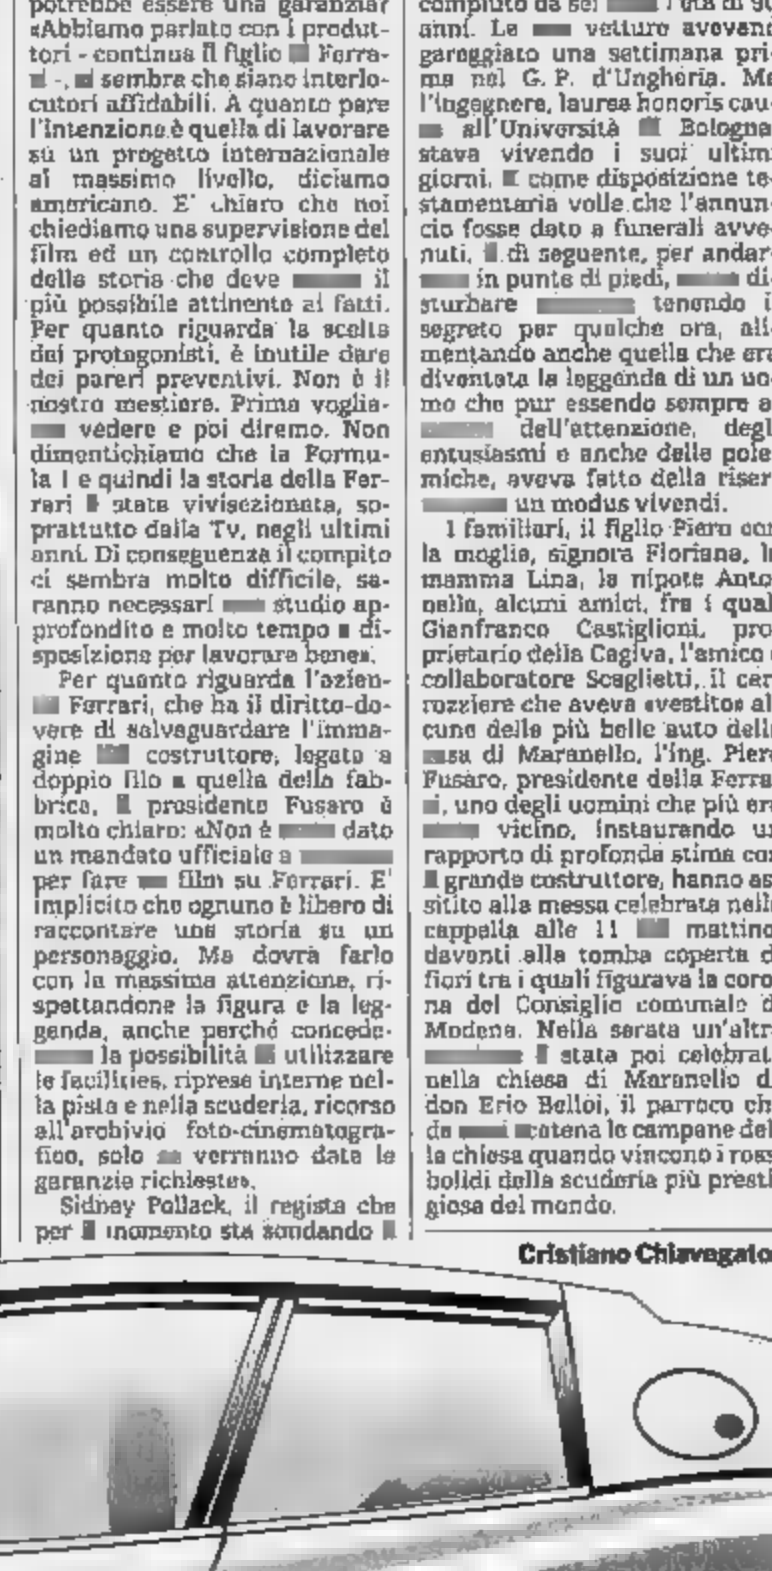 potrebbe essere una garanzia?
«Abbiamo parlato con i produt-
tori - continua il figlio Ferra-
-, sembra che siano interlo-
cutori affidabili. A quanto pare
l'intenzione è quella di lavorare
su un progetto internazionale
al massimo livello, diciamo
americano. E' chiaro che noi
chiediamo una supervisione del
film ed un controllo completo
della storia che deve il
più possibile attinente ai fatti.
Per quanto riguarda la scelta
dei protagonisti, è inutile dare
dei pareri preventivi. Non è il
nostro mestiere. Prima voglia-
vedere e poi diremo. Non
dimentichiamo che la Formu-
la 1 e quindi la storia della Fer-
rari stata vivisezionata, so-
prattutto dalla Tv, negli ultimi
anni. Di conseguenza il compito
ci sembra molto difficile, sa-
ranno necessari studio ap-
profondito e molto tempo a di-
sposizione per lavorare bene».
Per quanto riguarda l'azien-
Ferrari, che ha il diritto-do-
vere di salvaguardare l'imma-
gine costruttore, legata a
doppio filo a quella della fab-
brica, presidente Fusaro è
molto chiaro: «Non è dato
un mandato ufficiale a
per fare film su Ferrari. E'
implicito che ognuno è libero di
raccontare una storia su un
personaggio. Ma dovrà farlo
con la massima attenzione, ri-
spettandone la figura e la leg-
genda, anche perché concede-
la possibilità utilizzare
le facilities, riprese interne nel-
la pista e nella scuderia, ricorso
all'archivio foto-cinematogra-
fico, solo verranno date le
garanzie richieste».
Sidney Pollack, il regista che
per momento sta sondando
compiuto da sei l'età di 90
anni. Le vetture avevano
gareggiato una settimana pri-
ma nel G. P. d'Ungheria. Ma
l'ingegnere, laurea honoris cau-
all'Università Bologna,
stava vivendo i suoi ultimi
giorni. come disposizione te-
stamentaria volle che l'annun-
cio fosse dato a funerali avve-
nuti, di seguente, per andar-
in punta di piedi, di-
sturbare tenendo i
segreto per qualche ora, ali-
mentando anche quella che era
diventata la leggenda di un uo-
mo che pur essendo sempre a
dell'attenzione, degl
entusiasmi e anche delle pole
miche, aveva fatto della riser
un modus vivendi.
I familiari, il figlio Piero con
la moglie, signora Floriana, la
mamma Lina, la nipote Anto
nella, alcuni amici, fra i qual
Gianfranco Castiglioni, pro
prietario della Cagiva, l'amico
collaboratore Scaglietti, il car
rozziere che aveva «vestito» al
cune delle più belle auto dell
casa di Maranello, l'ing. Piero
Fusaro, presidente della Ferra
, uno degli uomini che più era
vicino, instaurando un
rapporto di profonda stima con
grande costruttore, hanno as
sitito alla messa celebrata nella
cappella alle 11 mattino
davanti alla tomba coperta d
fiori tra i quali figurava la coro
na del Consiglio comunale d
Modena. Nella serata un'altr
stata poi celebrat
nella chiesa di Maranello d
don Erio Belloi, il parroco ch
da scatena le campane del
la chiesa quando vincono i ross
bolidi della scuderia più presti
giosa del mondo.
Cristiano Chiavegato